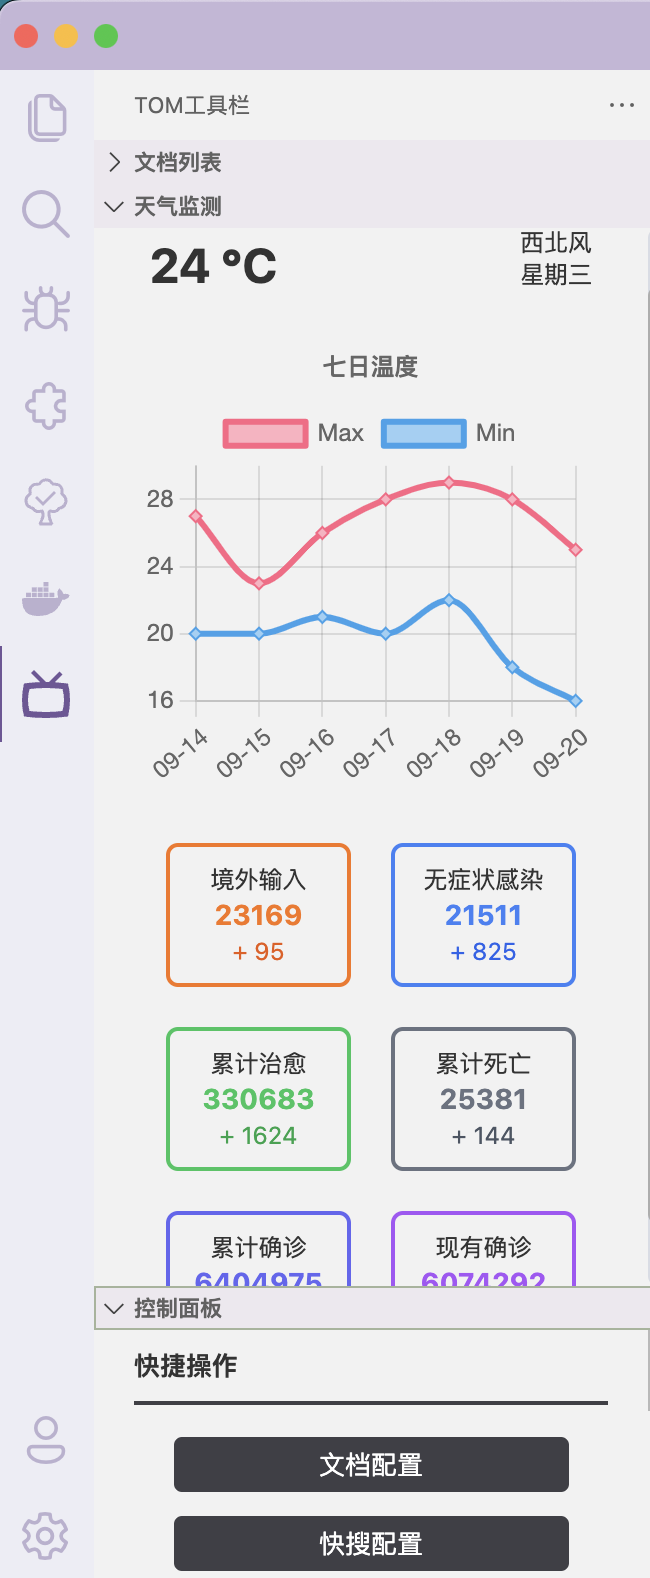 TOM工具栏
文档列表
天气监测
24 °C
西北风
星期三
七日温度
Max
Min
28
24
20
16
09-14
09-15
09-16
09-17
09-18
09-19
09-20
境外输入
23169
+ 95
无症状感染
21511
+ 825
累计治愈
330683
+ 1624
累计死亡
25381
+ 144
累计确诊
6404975
现有确诊
6074292
控制面板
快捷操作
文档配置
快搜配置